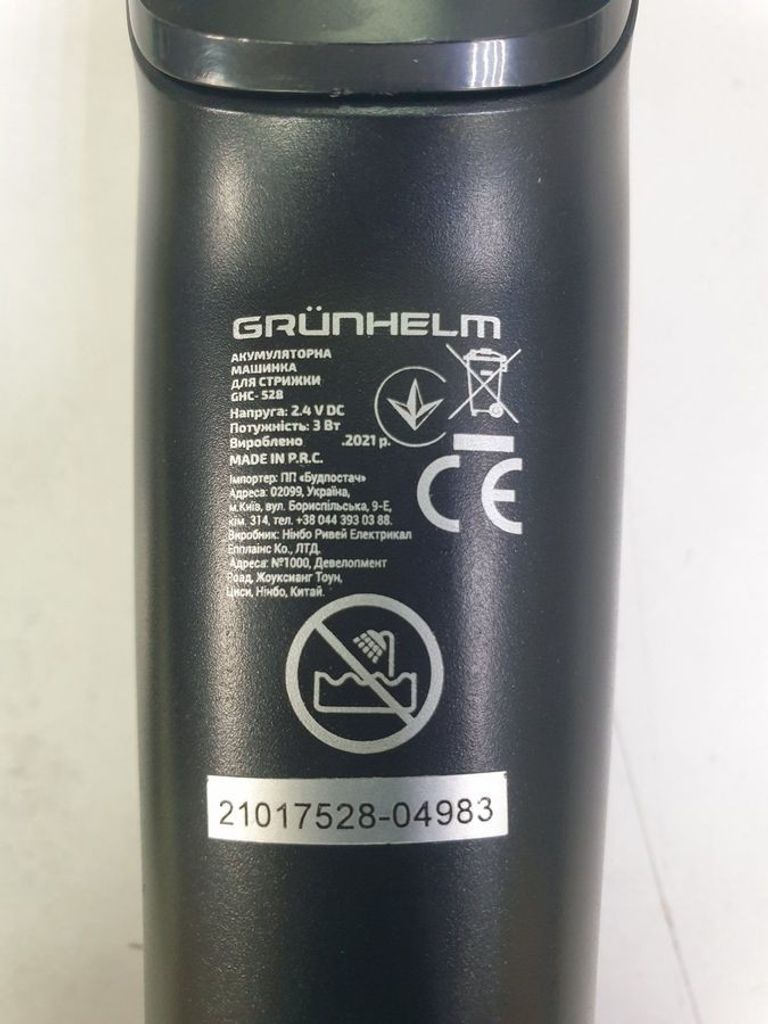 GRÜNHELM
АКУМУЛЯТОРНА
МАШИНКА
ДЛЯ СТРИЖКИ
GHC- 528
Напруга: 2.4 V DC
Потужність: 3 Вт
Вироблено .2021 р.
MADE IN P.R.C.
CE
Імпортер: ПП «Будпостач»
Адреса: 02099, Україна,
м.Київ, вул. Бориспільська, 9-Е,
кім. 314, тел. +38 044 393 03 88.
Виробник: Нінбо Ривей Електрикал
Епплаінс Ко., ЛТД.
Адреса: №1000, Девелопмент
Роад, Жоуксианг Тоун,
Циси, Нінбо, Китай.
21017528-04983